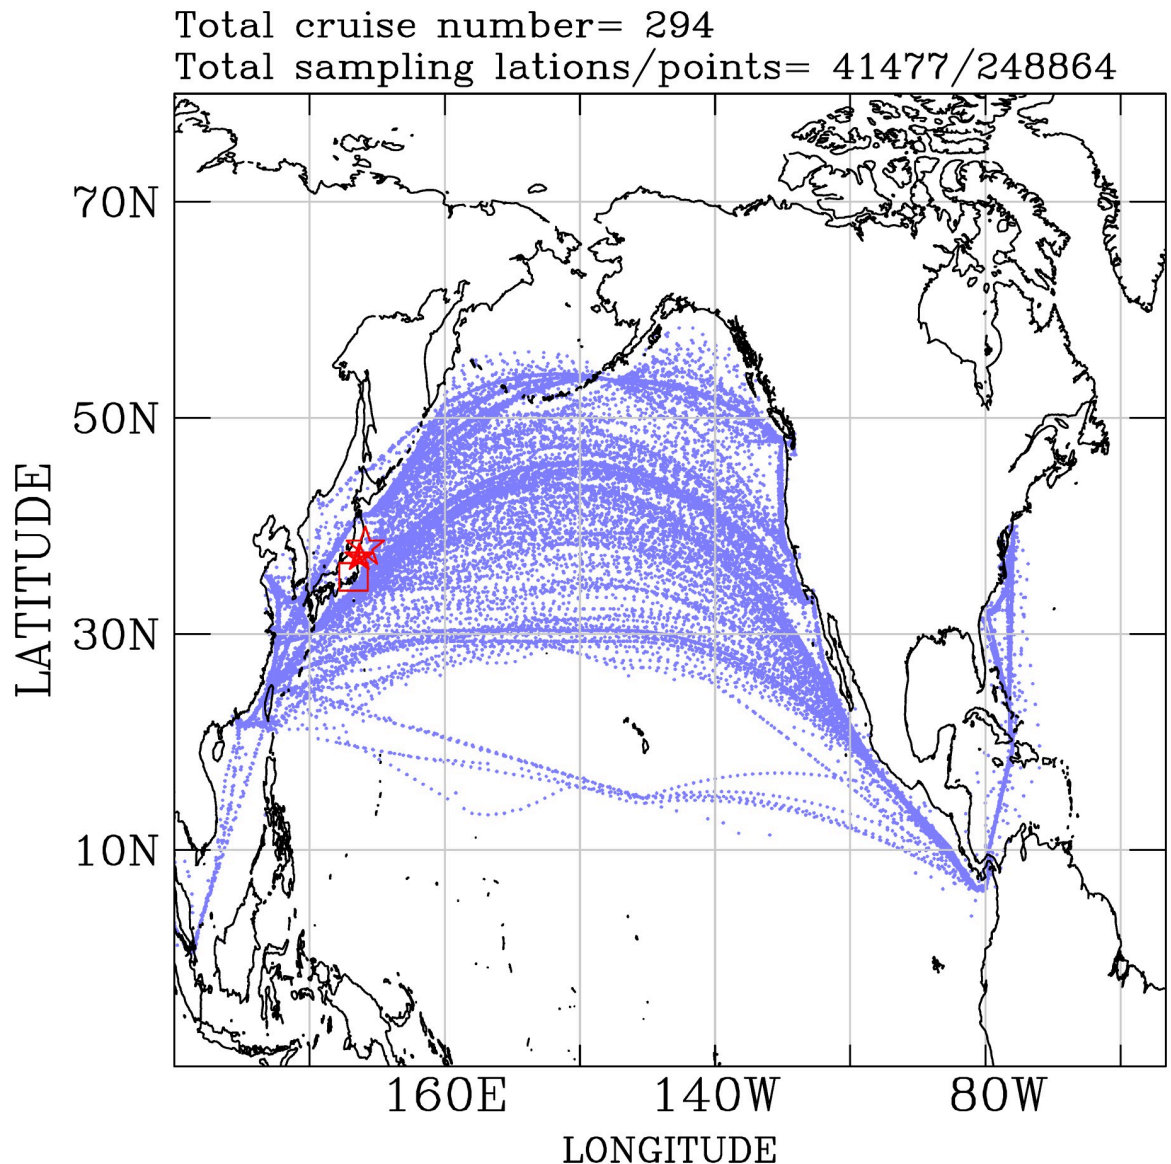 Total cruise number= 294
Total sampling lations/points= 41477/248864
70N
50N
30N
10N
LATITUDE
160E 140W 80W
LONGITUDE